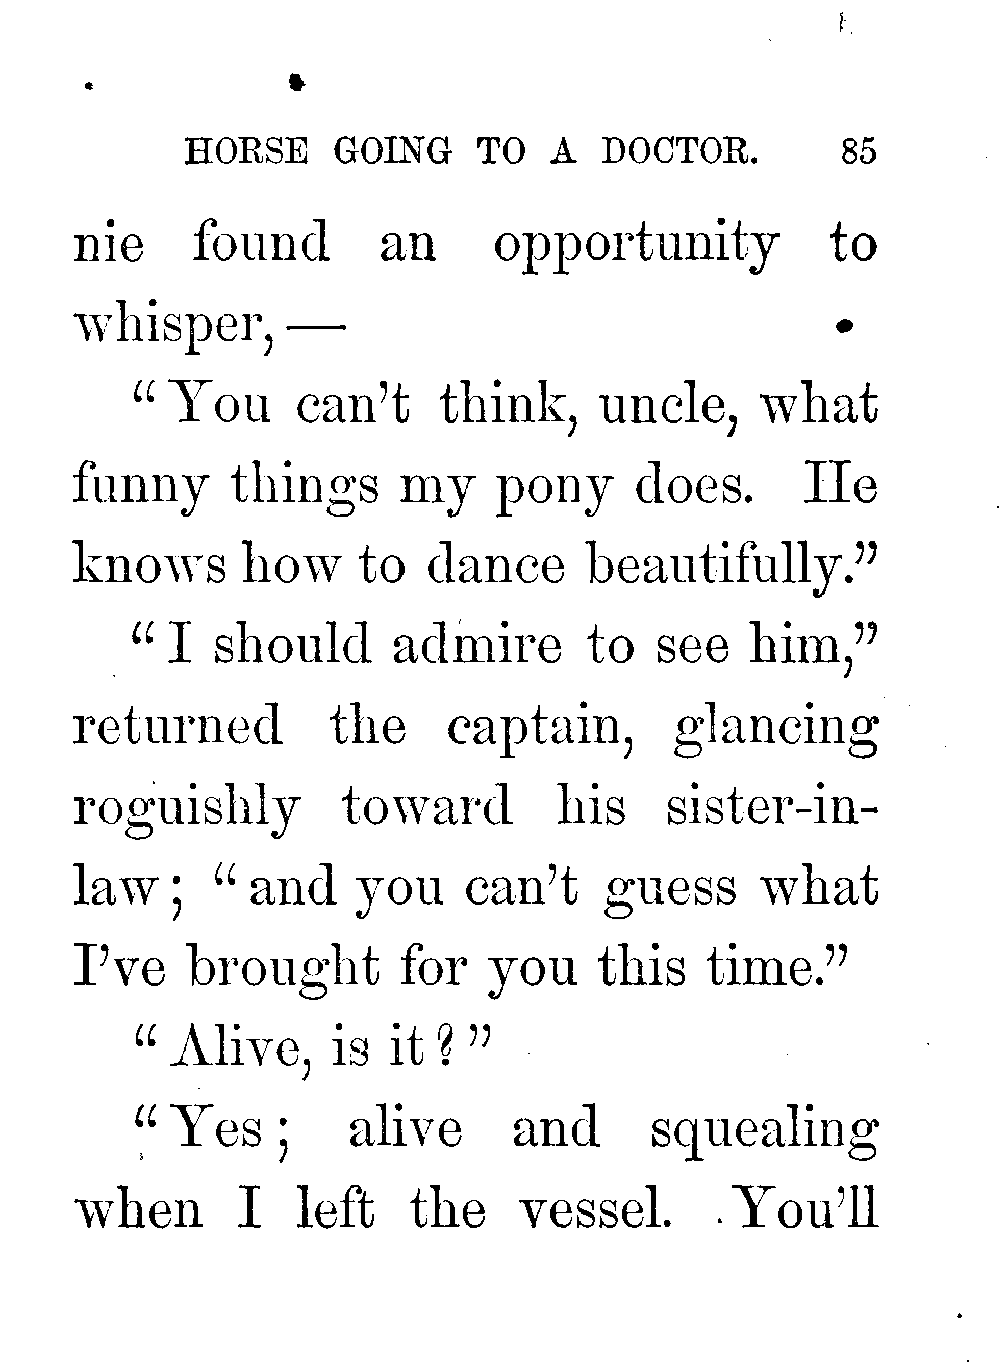 HORSE GOING TO A DOCTOR. 85
nie found an opportunity to
whisper,—
“You can’t think, uncle, what
funny things my pony does. He
knows how to dance beautifully.”
“I should admire to see him,”
returned the captain, glancing
roguishly toward his sister-in-
law; “and you can’t guess what
I’ve brought for you this time.”
“Alive, is it?”
“Yes; alive and squealing
when I left the vessel. You’ll